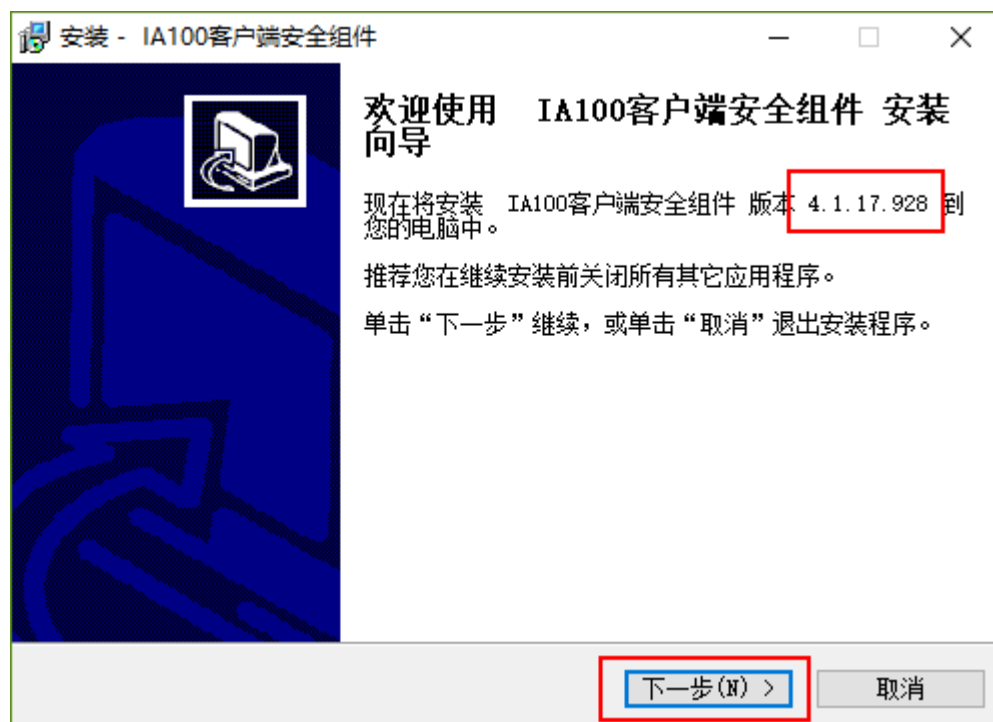 安装 - IA100客户端安全组件
欢迎使用 IA100客户端安全组件 安装
向导
现在将安装 IA100客户端安全组件 版本 4.1.17.928 到
您的电脑中。
推荐您在继续安装前关闭所有其它应用程序。
单击“下一步”继续，或单击“取消”退出安装程序。
下一步(N) >
取消